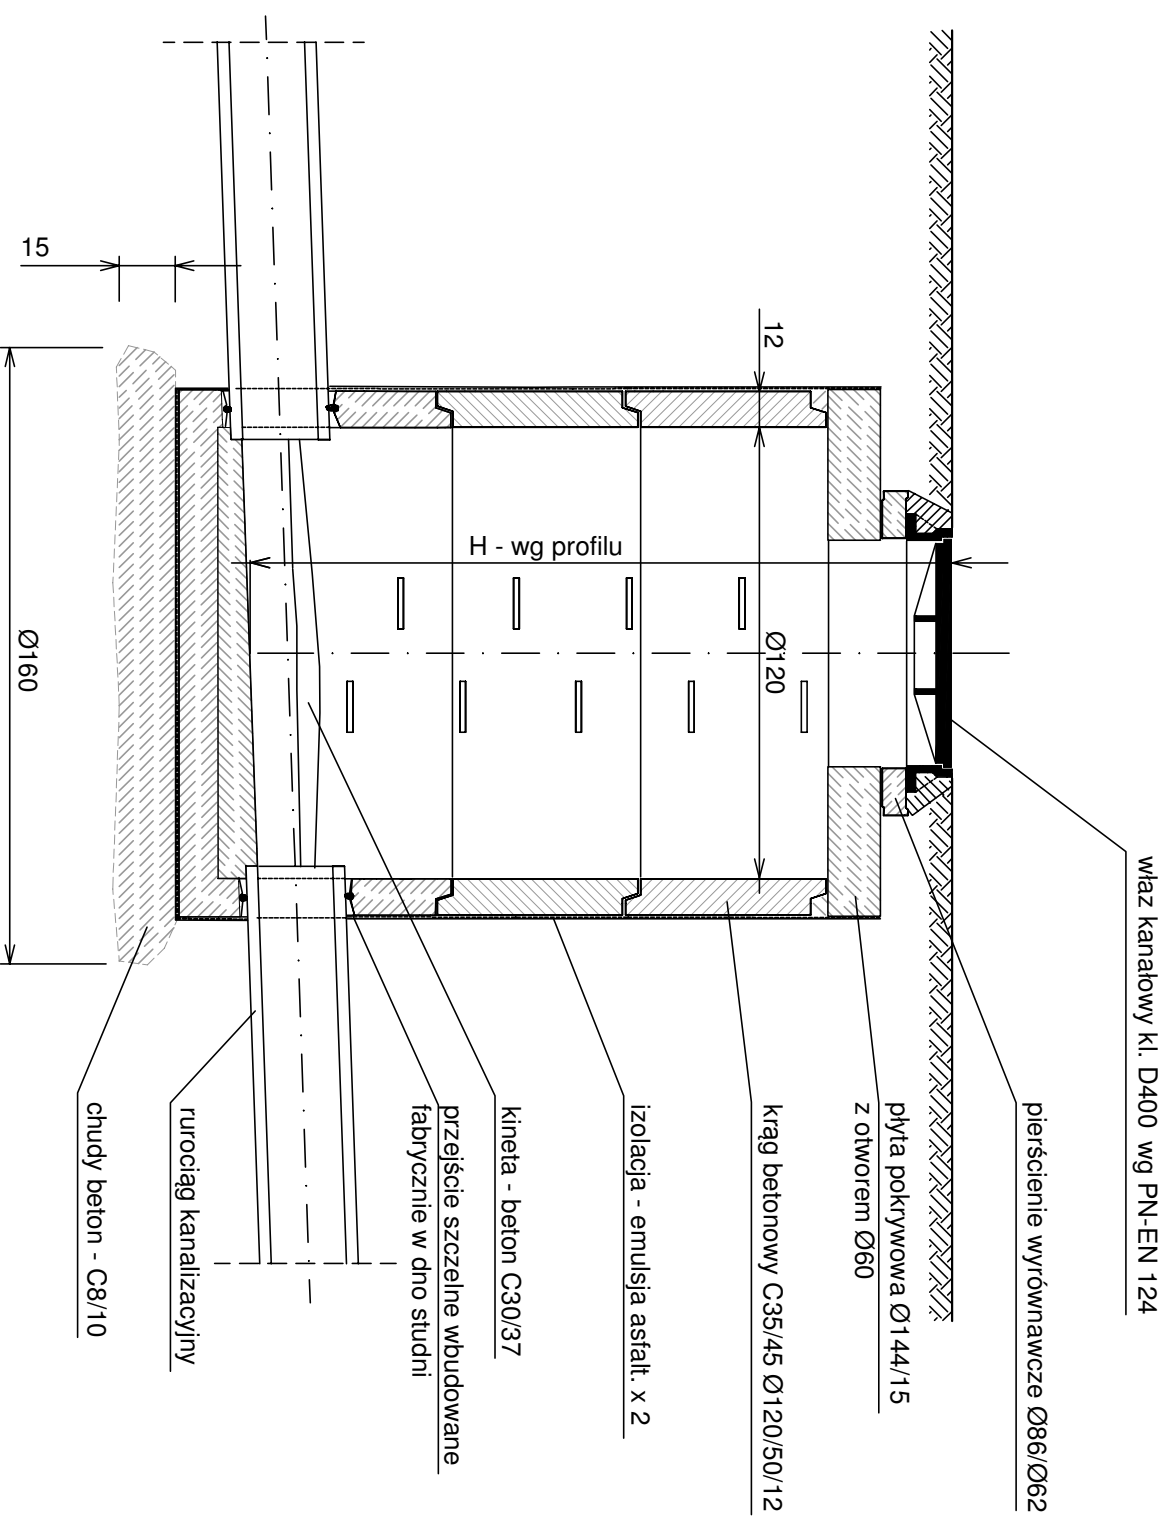 właz kanałowy kl. D400 wg PN-EN 124
pierścienie wyrównawcze Ø86/Ø62
płyta pokrywowa Ø144/15
z otworem Ø60
krąg betonowy C35/45 Ø120/50/12
izolacja - emulsja asfalt. x 2
kineta - beton C30/37
przejście szczelne wbudowane
fabrycznie w dno studni
rurociąg kanalizacyjny
chudy beton - C8/10
12
Ø120
H - wg profilu
15
Ø160